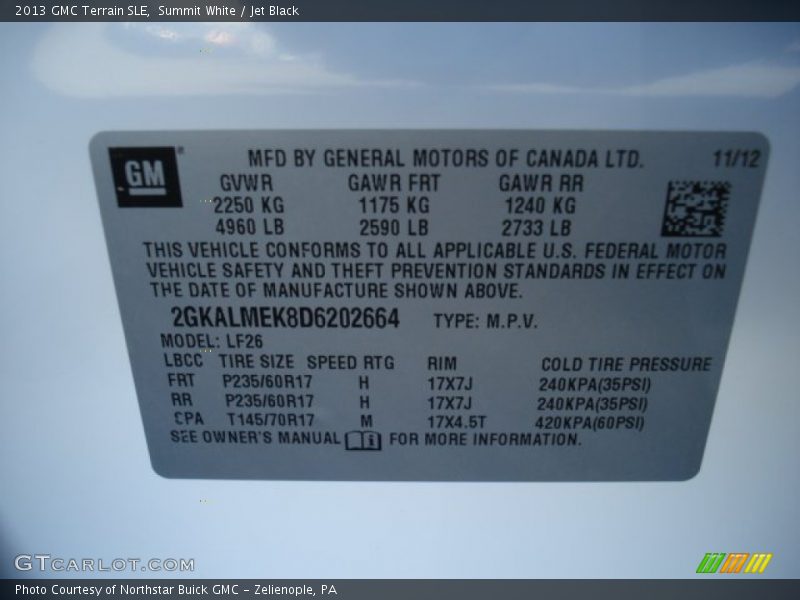 2013 GMC Terrain SLE, Summit White / Jet Black
GM
MFD BY GENERAL MOTORS OF CANADA LTD. 11/12
GVWR GAWR FRT GAWR RR
2250 KG 1175 KG 1240 KG
4960 LB 2590 LB 2733 LB
THIS VEHICLE CONFORMS TO ALL APPLICABLE U.S. FEDERAL MOTOR
VEHICLE SAFETY AND THEFT PREVENTION STANDARDS IN EFFECT ON
THE DATE OF MANUFACTURE SHOWN ABOVE.
2GKALMEK8D6202664 TYPE: M.P.V.
MODEL: LF26
LBCC TIRE SIZE SPEED RTG RIM COLD TIRE PRESSURE
FRT P235/60R17 H 17X7J 240KPA(35PSI)
RR P235/60R17 H 17X7J 240KPA(35PSI)
CPA T145/70R17 M 17X4.5T 420KPA(60PSI)
SEE OWNER'S MANUAL FOR MORE INFORMATION.
GTCARLOT.COM
Photo Courtesy of Northstar Buick GMC - Zelienople, PA